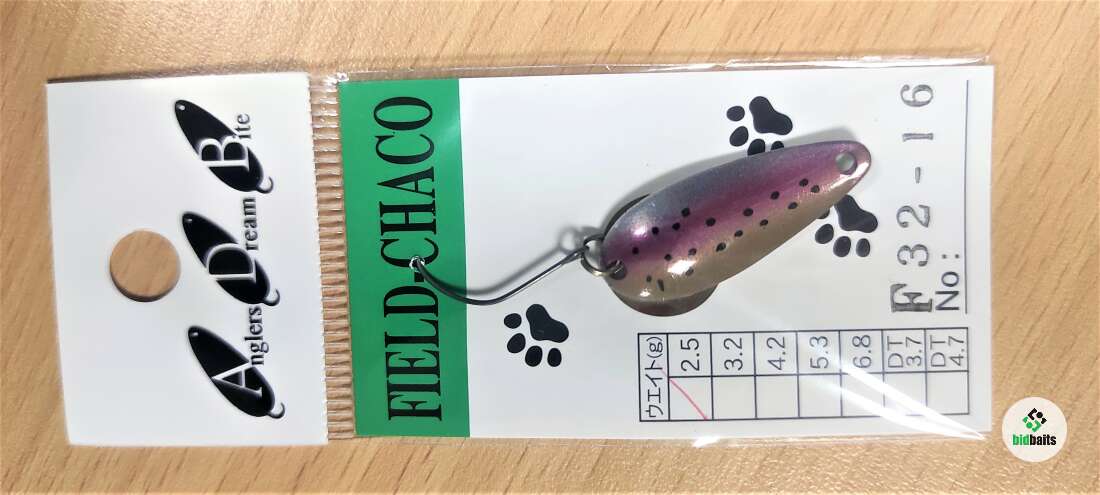 Anglers
Dream
Bite
FIELD-CHACO
ウエイト(g)
2.5
3.2
4.2
5.3
6.8
DT 3.7
DT 4.7
F32-16
No:
bidbaits